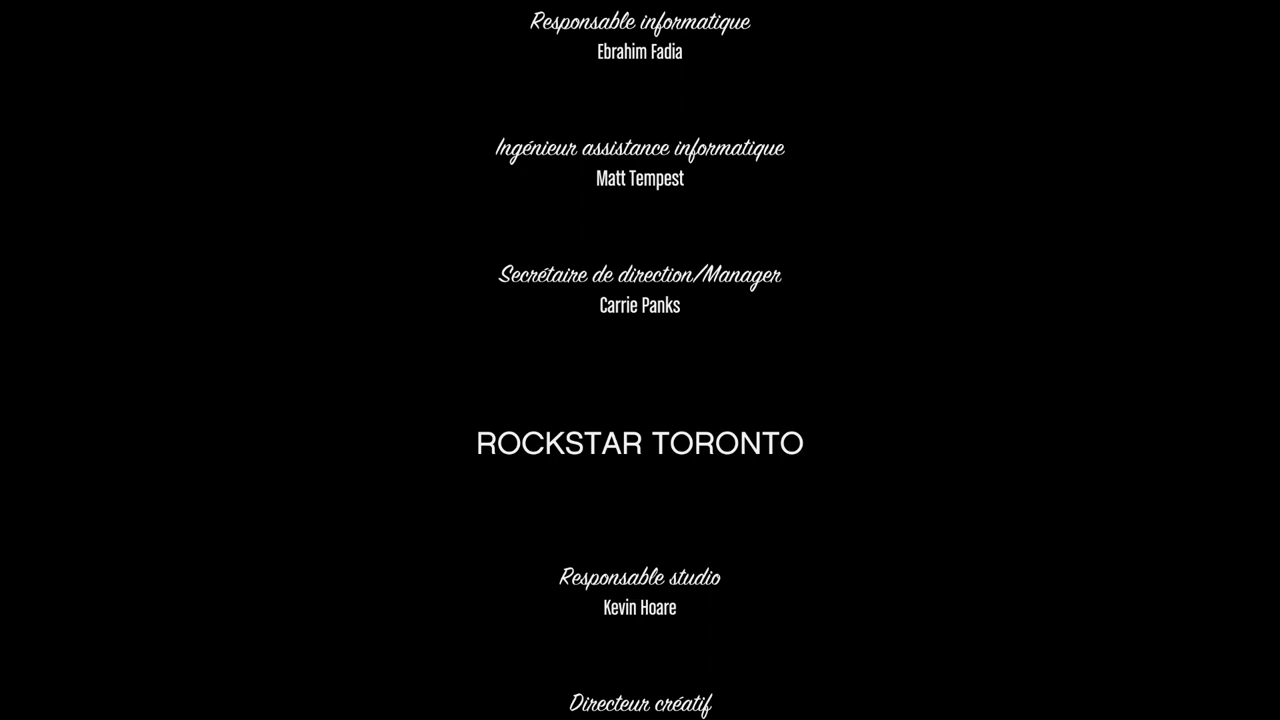 Responsable informatique
Ebrahim Fadia
Ingénieur assistance informatique
Matt Tempest
Secrétaire de direction/Manager
Carrie Panks
ROCKSTAR TORONTO
Responsable studio
Kevin Hoare
Directeur créatif